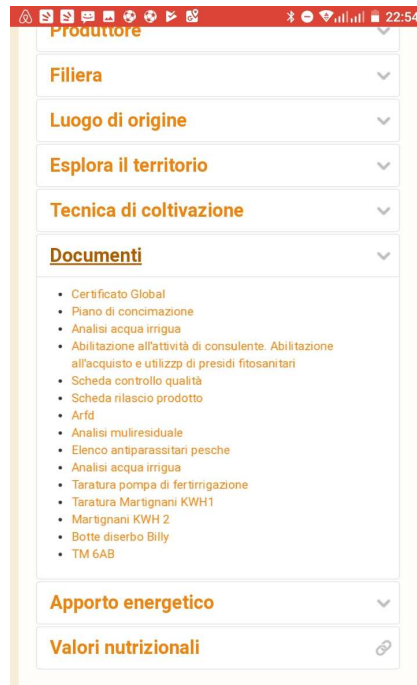 22:54
Produttore
Filiera
Luogo di origine
Esplora il territorio
Tecnica di coltivazione
Documenti
Certificato Global
Piano di concimazione
Analisi acqua irrigua
Abilitazione all'attività di consulente. Abilitazione
all'acquisto e utilizzp di presidi fitosanitari
Scheda controllo qualità
Scheda rilascio prodotto
Arfd
Analisi muliresiduale
Elenco antiparassitari pesche
Analisi acqua irrigua
Taratura pompa di fertirrigazione
Taratura Martignani KWH1
Martignani KWH 2
Botte diserbo Billy
TM 6AB
Apporto energetico
Valori nutrizionali